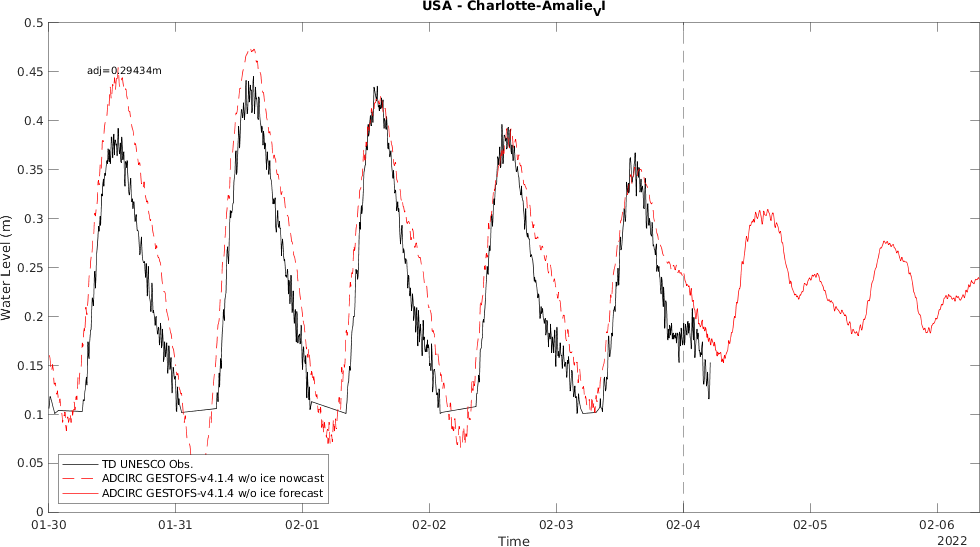 USA - Charlotte-Amalie_VI
adj=0.29434m
0.5
0.45
0.4
0.35
0.3
0.25
0.2
0.15
0.1
0.05
0
Water Level (m)
TD UNESCO Obs.
ADCIRC GESTOFS-v4.1.4 w/o ice nowcast
ADCIRC GESTOFS-v4.1.4 w/o ice forecast
01-30 01-31 02-01 02-02 02-03 02-04 02-05 02-06
Time
2022